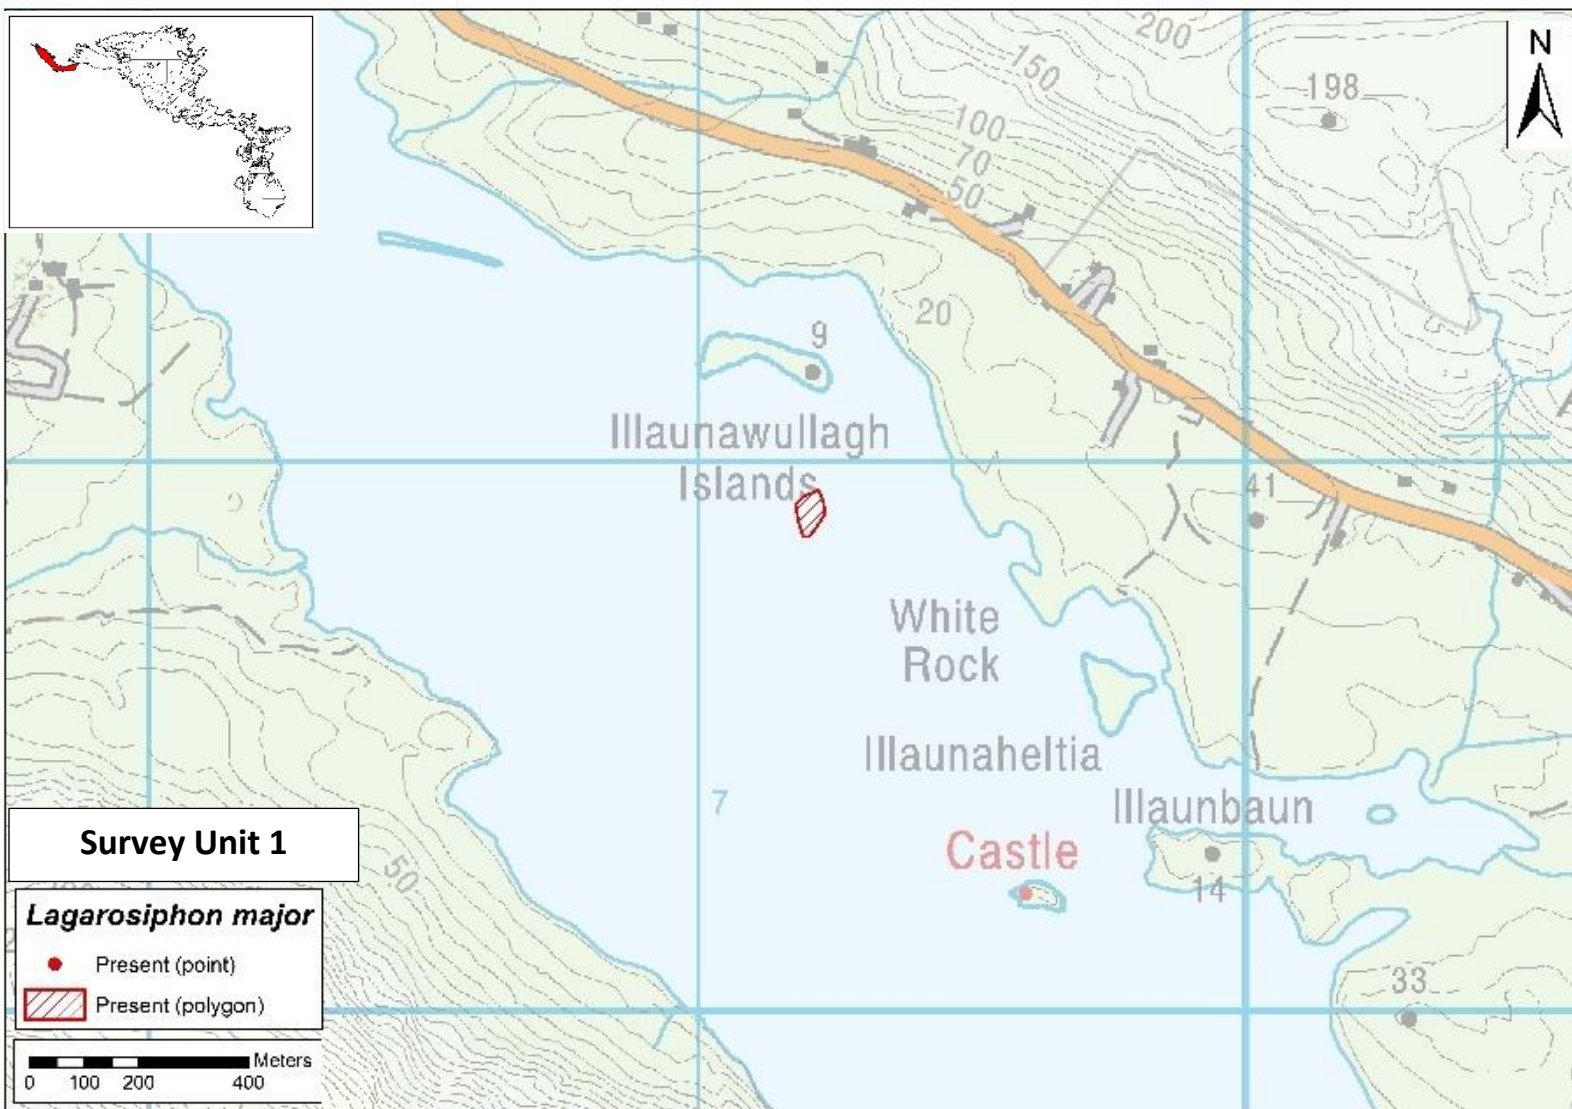 N
200
150
198
100
70
50
20
9
Illaunawullagh
Islands
41
White
Rock
Illaunaheltia
7
Illaunbaun
Castle
14
50
33
Survey Unit 1
Lagarosiphon major
Present (point)
Present (polygon)
Meters
0 100 200 400